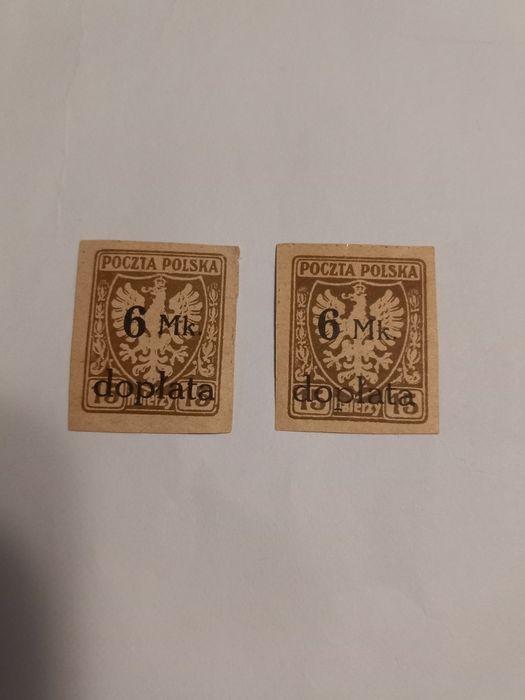 POCZTA POLSKA
6 Mk.
dopłata
15 15
POCZTA POLSKA
6 Mk.
dopłata
15 15